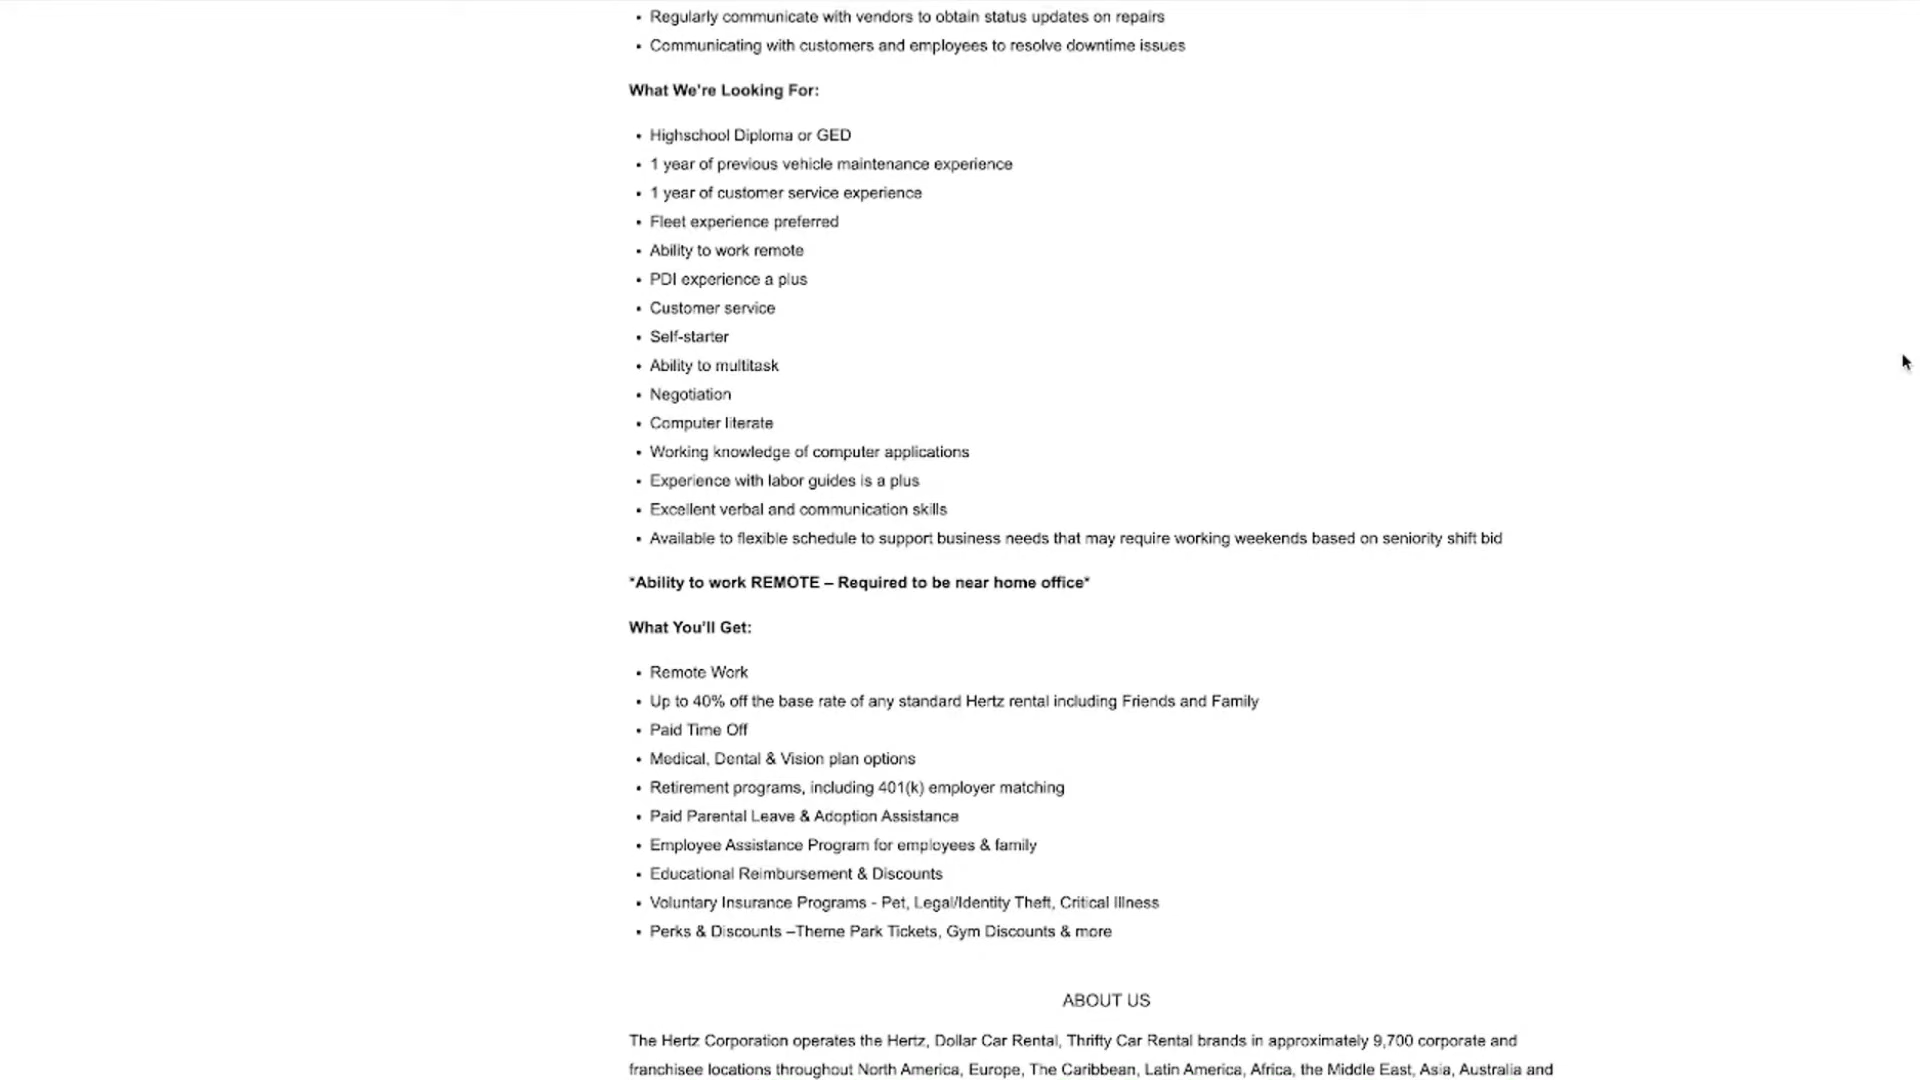 • Regularly communicate with vendors to obtain status updates on repairs
• Communicating with customers and employees to resolve downtime issues
What We're Looking For:
• Highschool Diploma or GED
• 1 year of previous vehicle maintenance experience
• 1 year of customer service experience
• Fleet experience preferred
• Ability to work remote
• PDI experience a plus
• Customer service
• Self-starter
• Ability to multitask
• Negotiation
• Computer literate
• Working knowledge of computer applications
• Experience with labor guides is a plus
• Excellent verbal and communication skills
• Available to flexible schedule to support business needs that may require working weekends based on seniority shift bid
*Ability to work REMOTE – Required to be near home office*
What You'll Get:
• Remote Work
• Up to 40% off the base rate of any standard Hertz rental including Friends and Family
• Paid Time Off
• Medical, Dental & Vision plan options
• Retirement programs, including 401(k) employer matching
• Paid Parental Leave & Adoption Assistance
• Employee Assistance Program for employees & family
• Educational Reimbursement & Discounts
• Voluntary Insurance Programs - Pet, Legal/Identity Theft, Critical Illness
• Perks & Discounts –Theme Park Tickets, Gym Discounts & more
ABOUT US
The Hertz Corporation operates the Hertz, Dollar Car Rental, Thrifty Car Rental brands in approximately 9,700 corporate and
franchisee locations throughout North America, Europe, The Caribbean, Latin America, Africa, the Middle East, Asia, Australia and